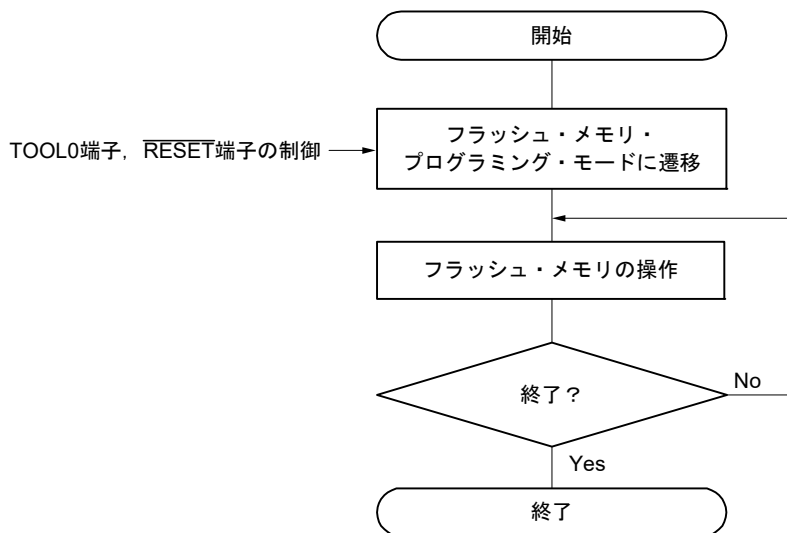 開始
フラッシュ・メモリ・
プログラミング・モードに遷移
TOOL0端子，RESET端子の制御
フラッシュ・メモリの操作
終了？
No
Yes
終了